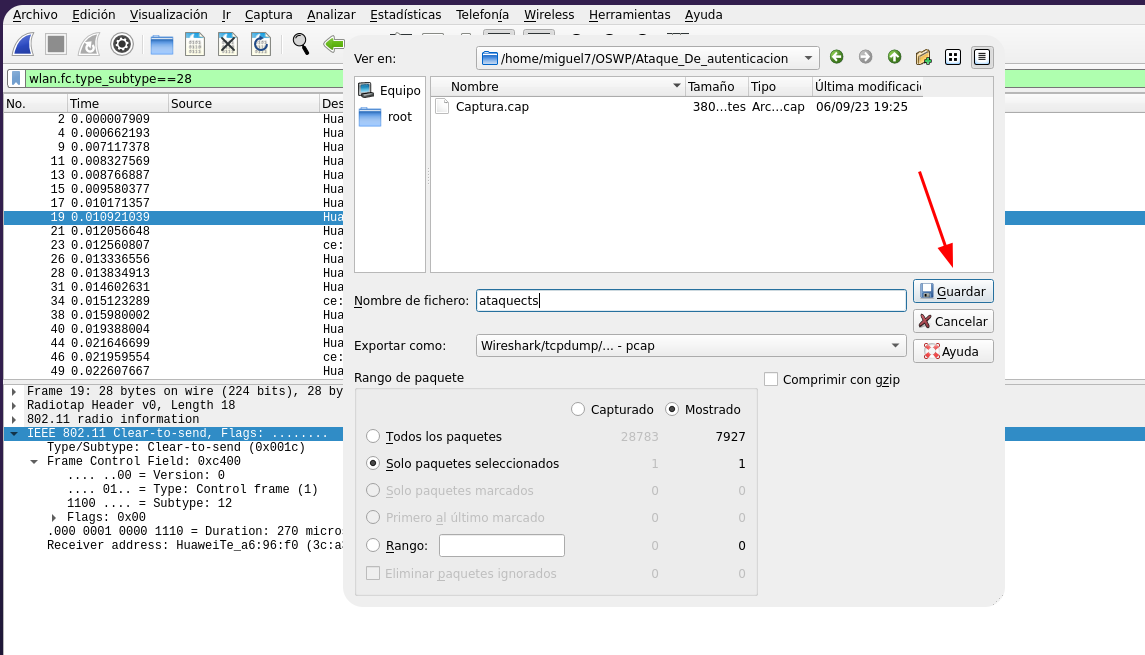 Archivo Edición Visualización Ir Captura Analizar Estadísticas Telefonía Wireless Herramientas Ayuda
wlan.fc.type_subtype==28
No. Time Source Des
2 0.000007909 Hua
4 0.000662193 Hua
9 0.007117378 Hua
11 0.008327569 Hua
13 0.008766887 Hua
15 0.009580377 Hua
17 0.010171357 Hua
19 0.010921039 Hua
21 0.012056648 Hua
23 0.012560807 ce:
26 0.013336556 Hua
28 0.013834913 Hua
31 0.014602631 Hua
34 0.015123289 ce:
38 0.015980002 Hua
40 0.019388004 Hua
44 0.021646699 Hua
46 0.021959554 ce:
49 0.022607667 Hua
Frame 19: 28 bytes on wire (224 bits), 28 by
Radiotap Header v0, Length 18
802.11 radio information
IEEE 802.11 Clear-to-send, Flags: ........
Type/Subtype: Clear-to-send (0x001c)
Frame Control Field: 0xc400
.... ..00 = Version: 0
.... 01.. = Type: Control frame (1)
1100 .... = Subtype: 12
Flags: 0x00
.000 0001 0000 1110 = Duration: 270 micros
Receiver address: HuaweiTe_a6:96:f0 (3c:a3
Ver en: /home/miguel7/OSWP/Ataque_De_autenticacion
Equipo
root
Nombre Tamaño Tipo Última modificació
Captura.cap 380...tes Arc...cap 06/09/23 19:25
Nombre de fichero: ataquects
Guardar
Cancelar
Exportar como: Wireshark/tcpdump/... - pcap
Ayuda
Rango de paquete
Comprimir con gzip
Capturado Mostrado
Todos los paquetes 28783 7927
Solo paquetes seleccionados 1 1
Solo paquetes marcados 0 0
Primero al último marcado 0 0
Rango: 0 0
Eliminar paquetes ignorados 0 0